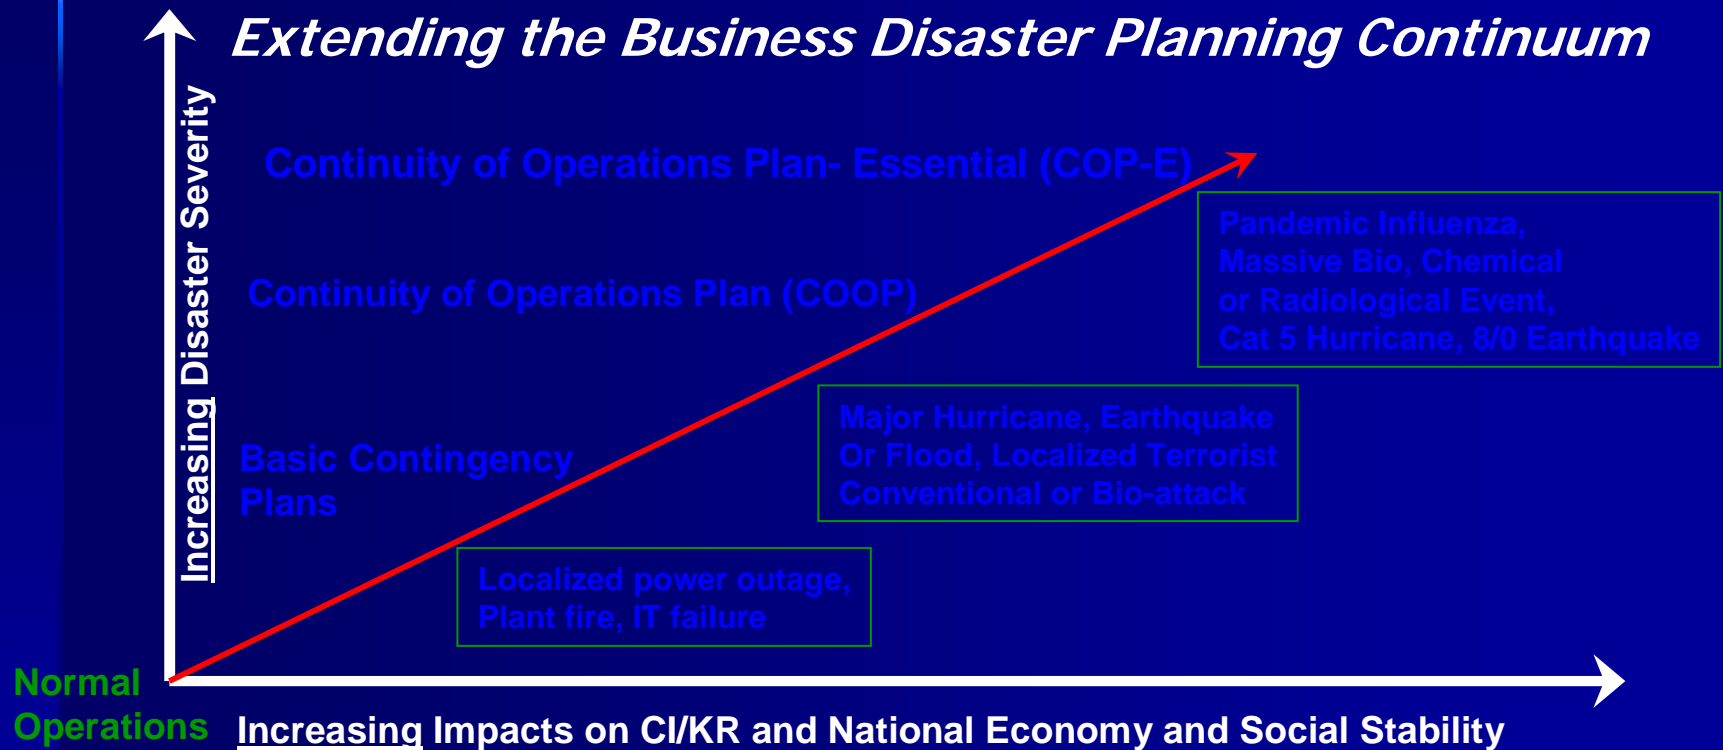 Extending the Business Disaster Planning Continuum
Increasing Disaster Severity
Continuity of Operations Plan- Essential (COP-E)
Pandemic Influenza,
Massive Bio, Chemical
or Radiological Event,
Cat 5 Hurricane, 8/0 Earthquake
Continuity of Operations Plan (COOP)
Major Hurricane, Earthquake
Or Flood, Localized Terrorist
Conventional or Bio-attack
Basic Contingency
Plans
Localized power outage,
Plant fire, IT failure
Normal
Operations
Increasing Impacts on CI/KR and National Economy and Social Stability